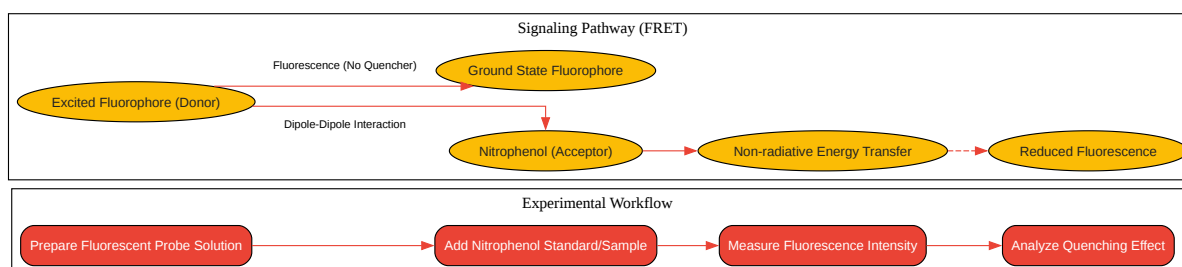 Signaling Pathway (FRET)
Fluorescence (No Quencher)
Ground State Fluorophore
Excited Fluorophore (Donor)
Dipole-Dipole Interaction
Nitrophenol (Acceptor)
Non-radiative Energy Transfer
Reduced Fluorescence
Experimental Workflow
Prepare Fluorescent Probe Solution
Add Nitrophenol Standard/Sample
Measure Fluorescence Intensity
Analyze Quenching Effect